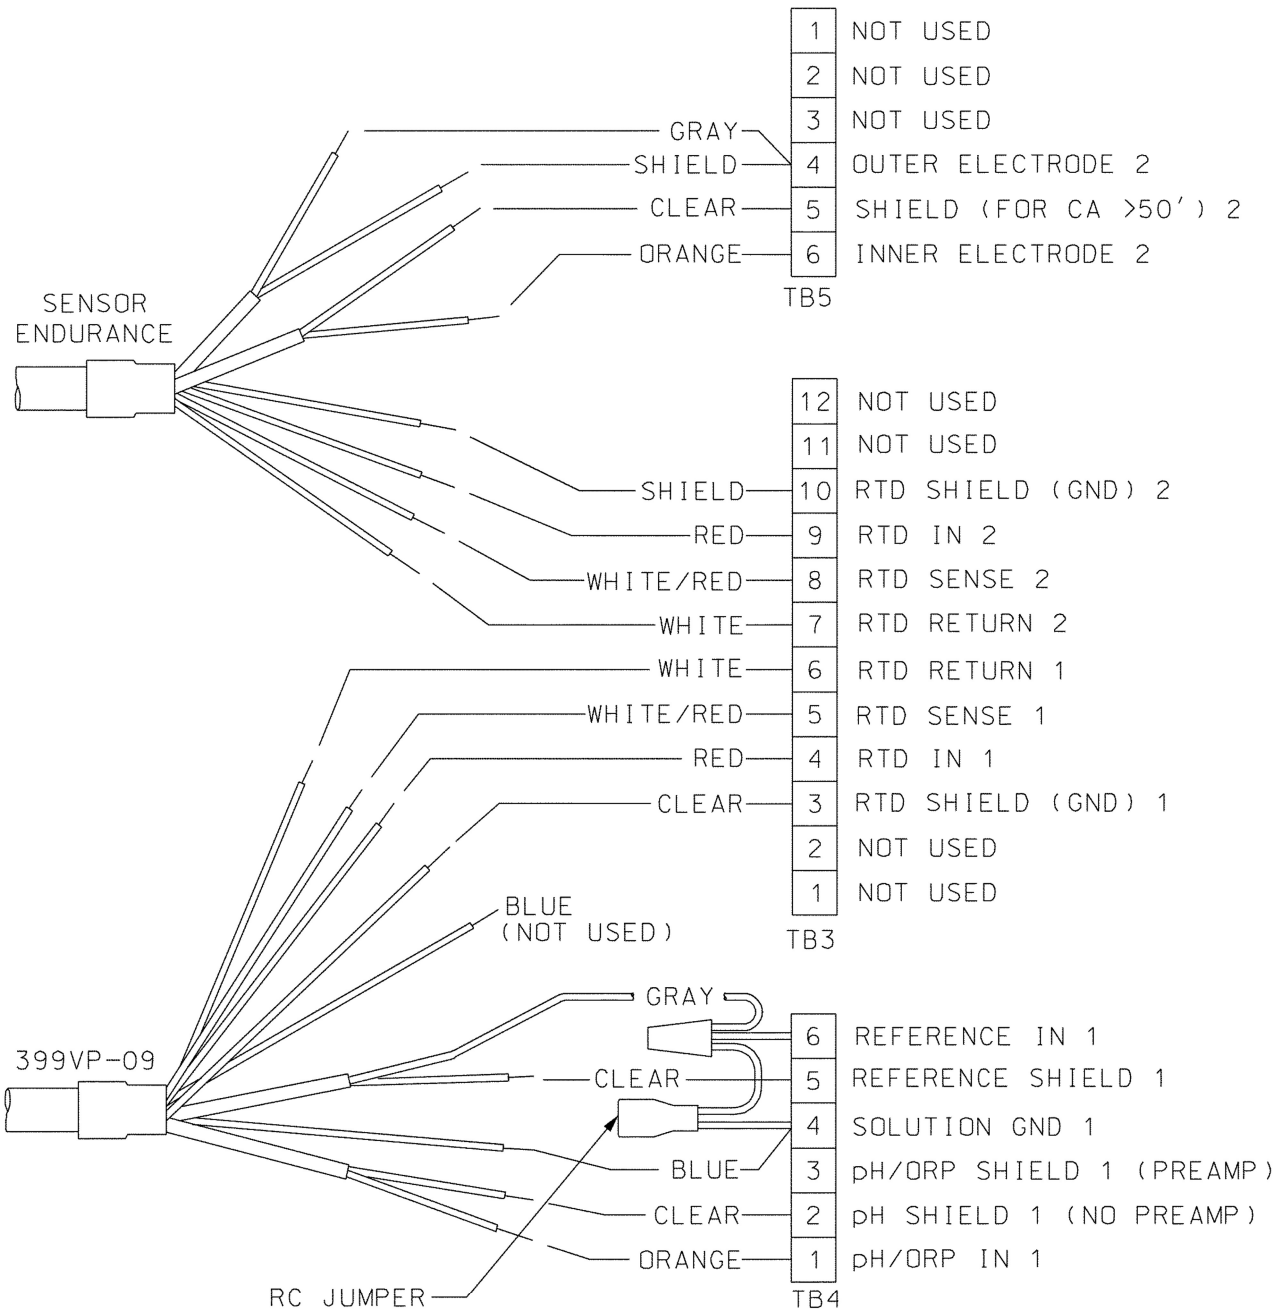 1 NOT USED
2 NOT USED
3 NOT USED
GRAY
SHIELD 4 OUTER ELECTRODE 2
CLEAR 5 SHIELD (FOR CA >50') 2
ORANGE 6 INNER ELECTRODE 2
TB5
SENSOR
ENDURANCE
12 NOT USED
11 NOT USED
SHIELD 10 RTD SHIELD (GND) 2
RED 9 RTD IN 2
WHITE/RED 8 RTD SENSE 2
WHITE 7 RTD RETURN 2
WHITE 6 RTD RETURN 1
WHITE/RED 5 RTD SENSE 1
RED 4 RTD IN 1
CLEAR 3 RTD SHIELD (GND) 1
2 NOT USED
1 NOT USED
TB3
BLUE
(NOT USED)
399VP-09
GRAY
6 REFERENCE IN 1
CLEAR 5 REFERENCE SHIELD 1
4 SOLUTION GND 1
BLUE 3 pH/ORP SHIELD 1 (PREAMP)
CLEAR 2 pH SHIELD 1 (NO PREAMP)
ORANGE 1 pH/ORP IN 1
RC JUMPER
TB4